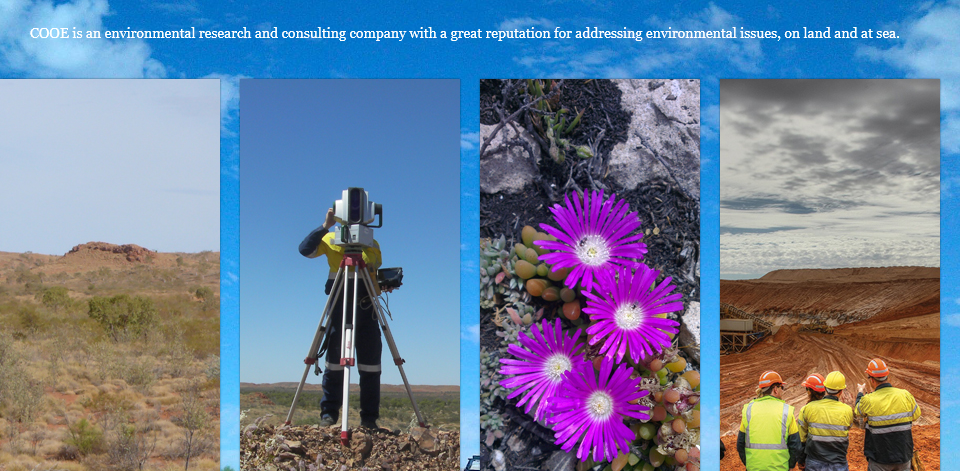 COOE is an environmental research and consulting company with a great reputation for addressing environmental issues, on land and at sea.